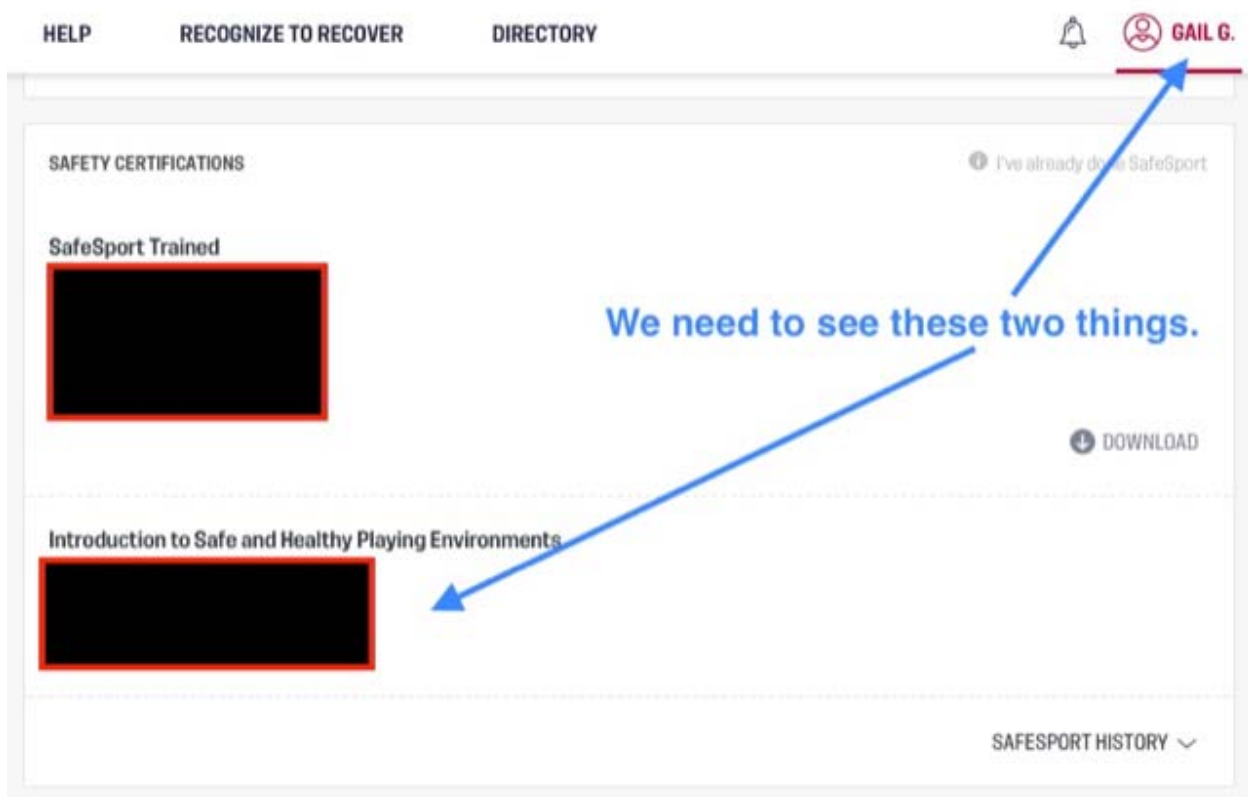 HELP RECOGNIZE TO RECOVER DIRECTORY GAIL G.
SAFETY CERTIFICATIONS I've already done SafeSport
SafeSport Trained
We need to see these two things.
DOWNLOAD
Introduction to Safe and Healthy Playing Environments
SAFESPORT HISTORY